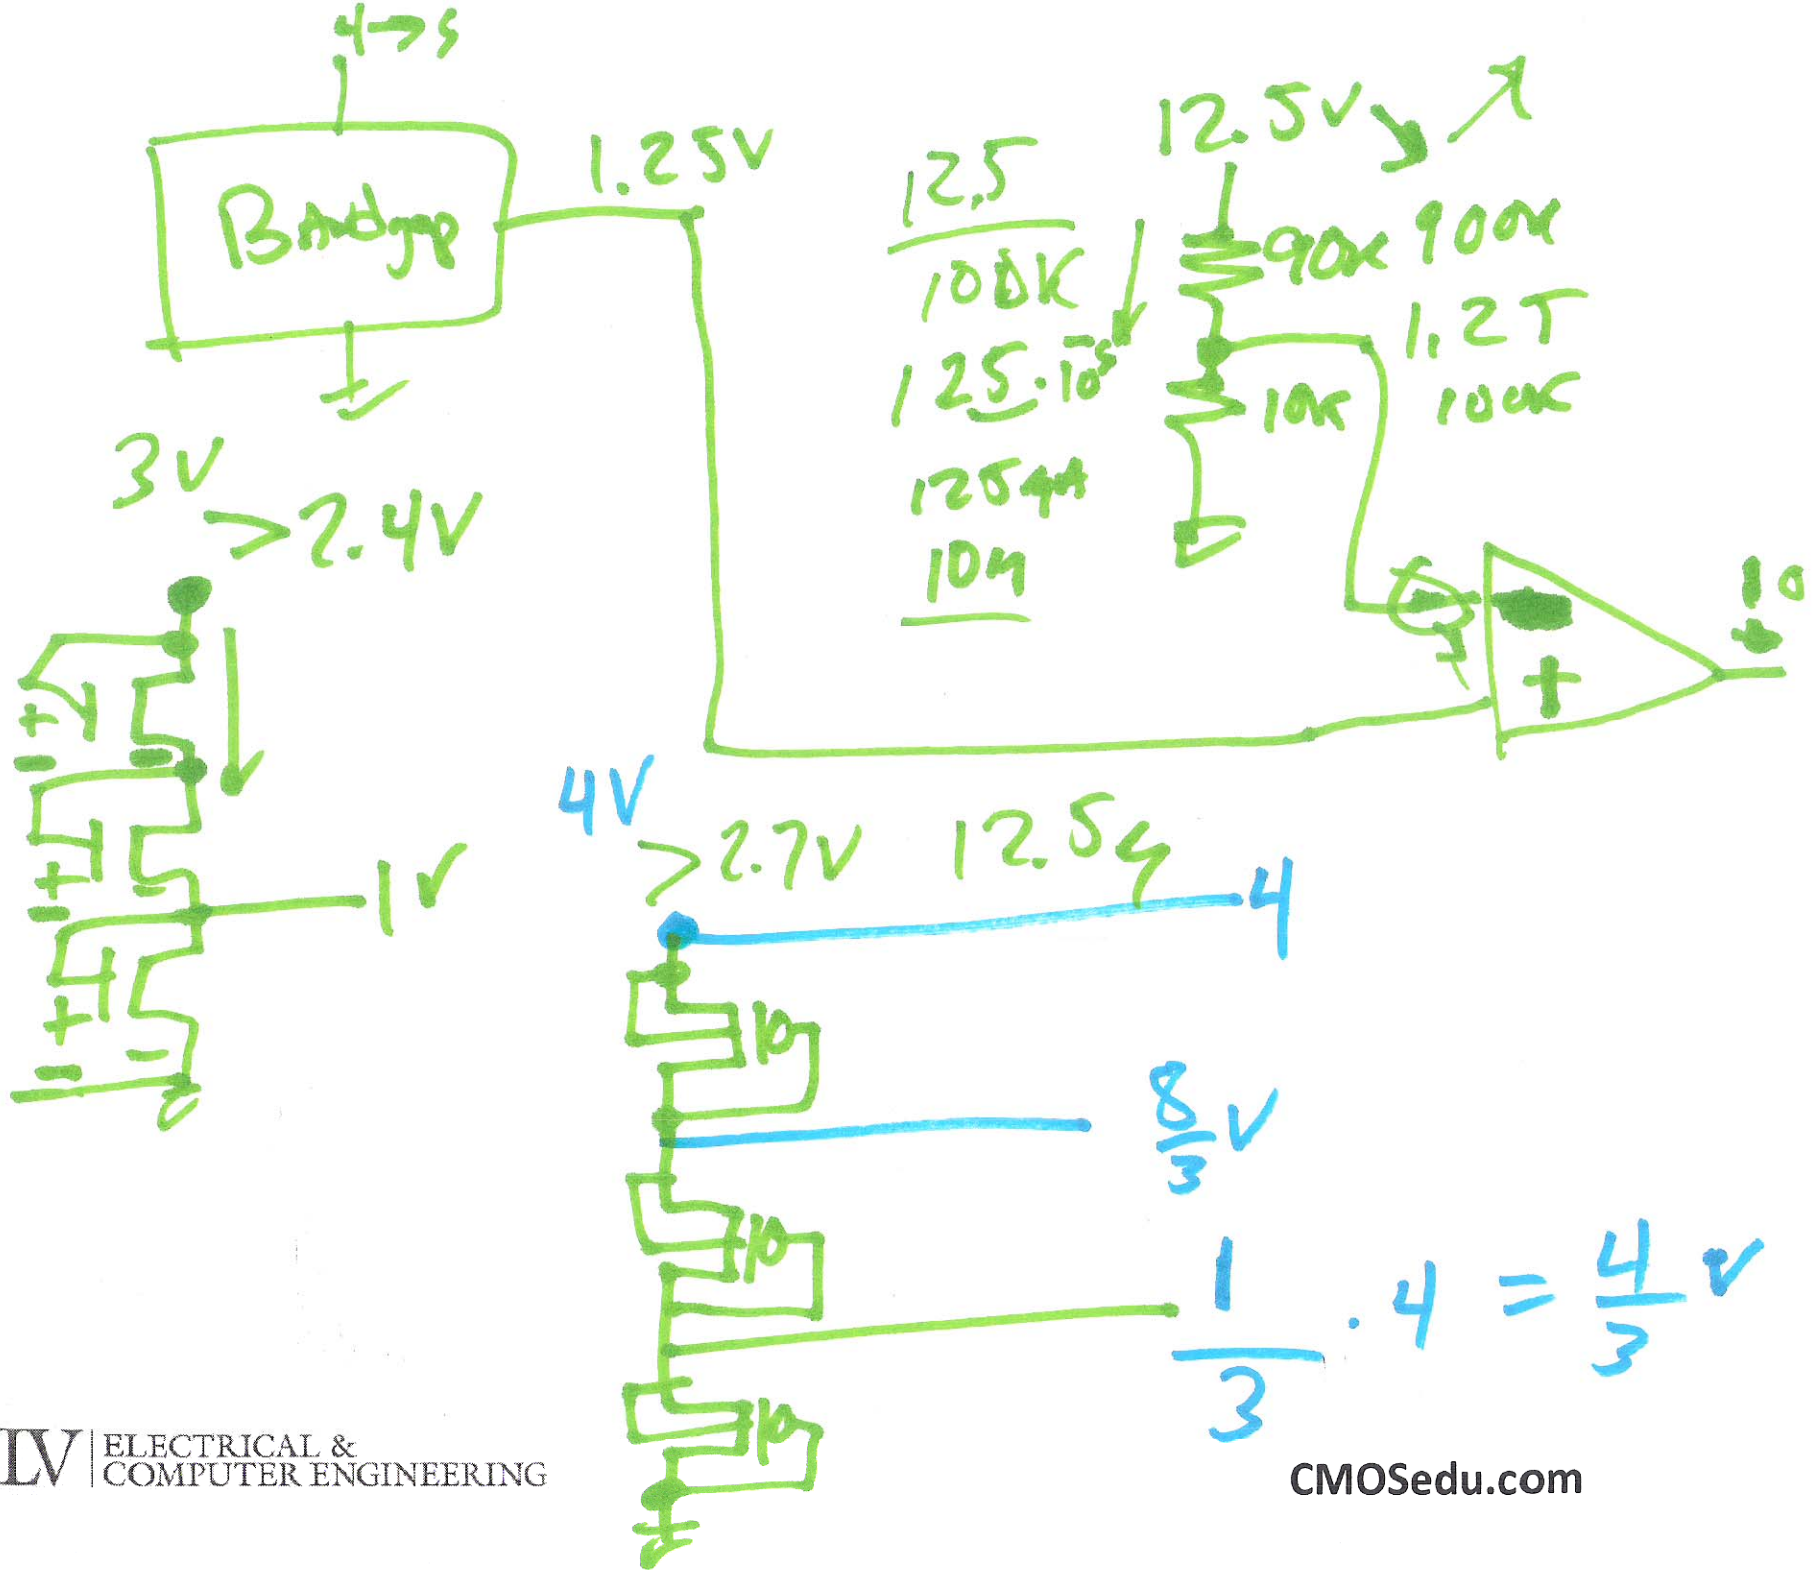 4→5
Bandgap
1.25V
12.5
100K
125·10⁻⁵
125μA
10μ
12.5V
90K 900K
1.2T
10K 100K
-
+
10
3V
>2.4V
+
-
+
-
+
-
1V
4V
>2.7V 12.5μ
4
10
8/3 V
10
1/3 · 4 = 4/3 V
10
LV ELECTRICAL &
COMPUTER ENGINEERING
CMOSedu.com